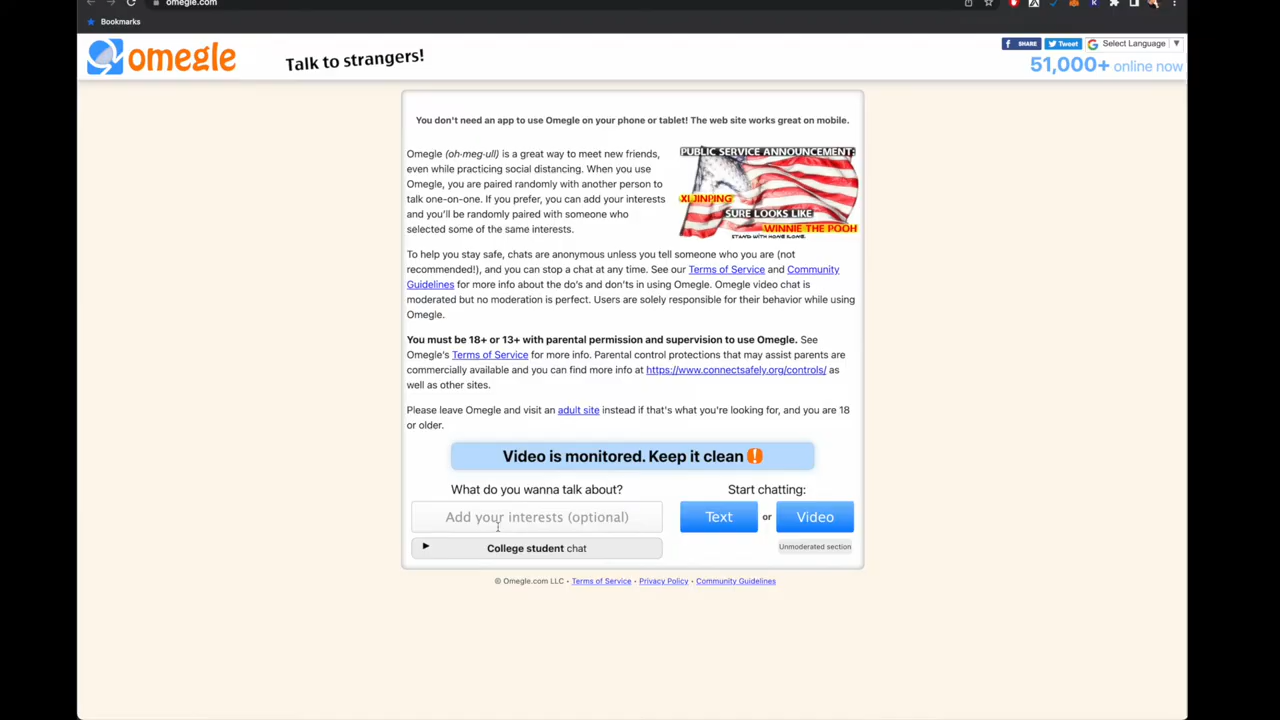 omegle.com
Bookmarks
omegle
Talk to strangers!
SHARE
Tweet
Select Language
51,000+ online now
You don't need an app to use Omegle on your phone or tablet! The web site works great on mobile.
Omegle (oh·meg·ull) is a great way to meet new friends,
even while practicing social distancing. When you use
Omegle, you are paired randomly with another person to
talk one-on-one. If you prefer, you can add your interests
and you'll be randomly paired with someone who
selected some of the same interests.
PUBLIC SERVICE ANNOUNCEMENT:
XI JINPING
SURE LOOKS LIKE
WINNIE THE POOH
STAND WITH HONG KONG
To help you stay safe, chats are anonymous unless you tell someone who you are (not
recommended!), and you can stop a chat at any time. See our Terms of Service and Community
Guidelines for more info about the do's and don'ts in using Omegle. Omegle video chat is
moderated but no moderation is perfect. Users are solely responsible for their behavior while using
Omegle.
You must be 18+ or 13+ with parental permission and supervision to use Omegle. See
Omegle's Terms of Service for more info. Parental control protections that may assist parents are
commercially available and you can find more info at https://www.connectsafely.org/controls/ as
well as other sites.
Please leave Omegle and visit an adult site instead if that's what you're looking for, and you are 18
or older.
Video is monitored. Keep it clean !
What do you wanna talk about?
Start chatting:
Add your interests (optional)
Text or Video
College student chat
Unmoderated section
© Omegle.com LLC • Terms of Service • Privacy Policy • Community Guidelines